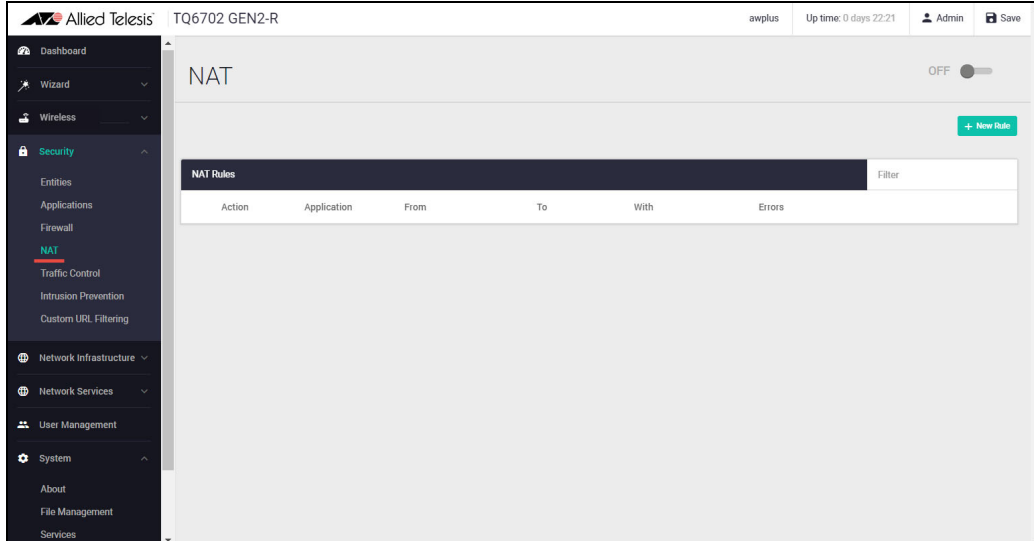 Allied Telesis
TQ6702 GEN2-R
awplus
Up time: 0 days 22:21
Admin
Save
Dashboard
Wizard
Wireless
Security
Entities
Applications
Firewall
NAT
Traffic Control
Intrusion Prevention
Custom URL Filtering
Network Infrastructure
Network Services
User Management
System
About
File Management
Services
NAT
OFF
+ New Rule
NAT Rules
Filter
Action Application From To With Errors